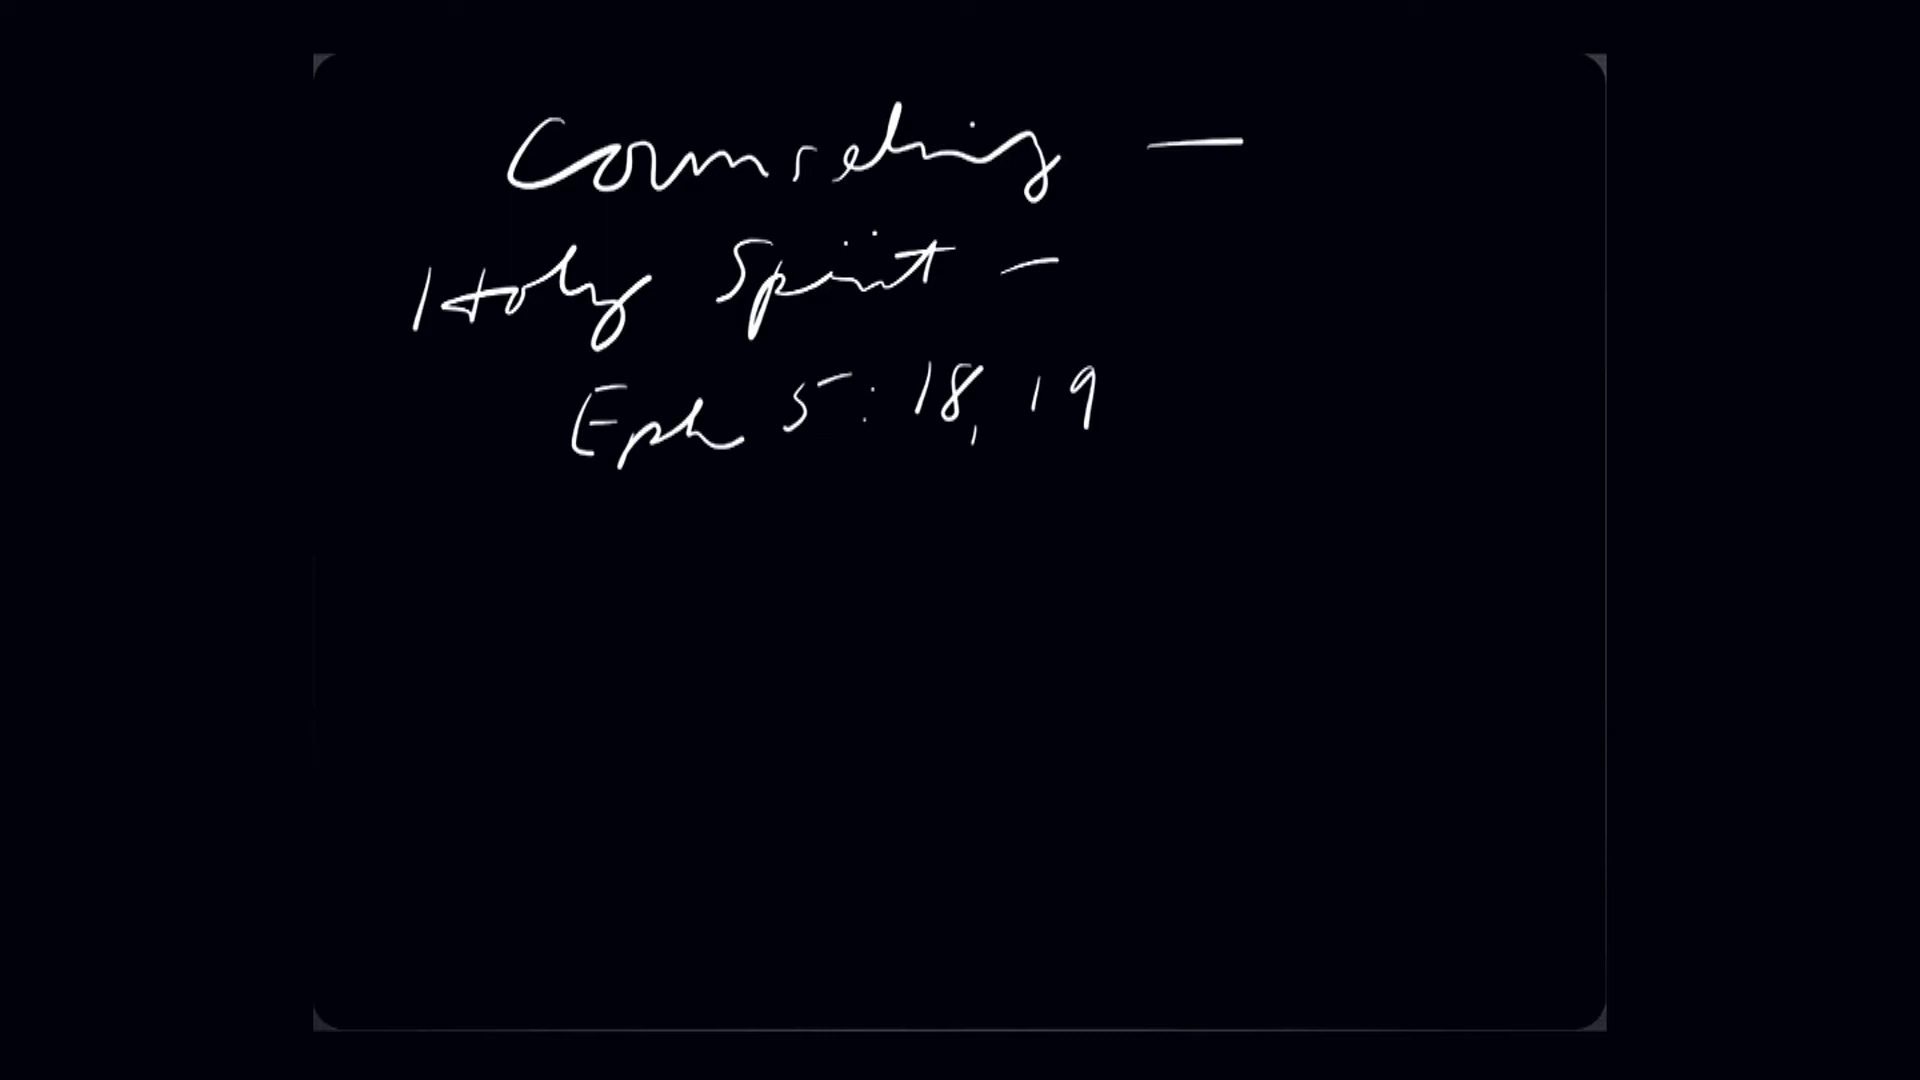 Counseling —
Holy Spirit -
Eph 5:18, 19